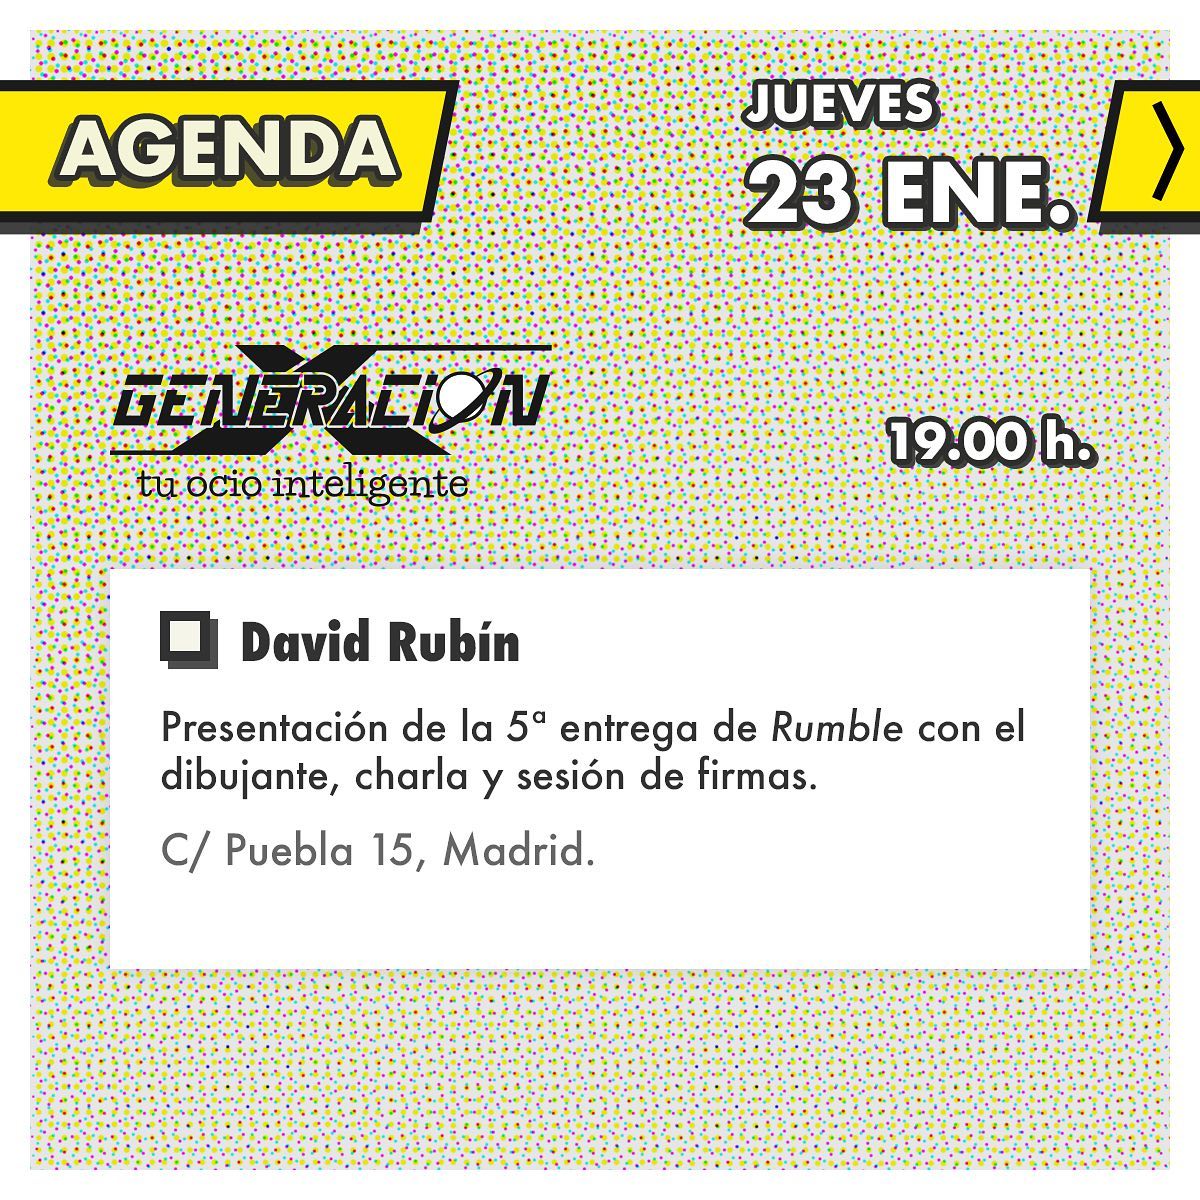 AGENDA
JUEVES
23 ENE.
GENERACION X
tu ocio inteligente
19.00 h.
David Rubín
Presentación de la 5ª entrega de Rumble con el
dibujante, charla y sesión de firmas.
C/ Puebla 15, Madrid.